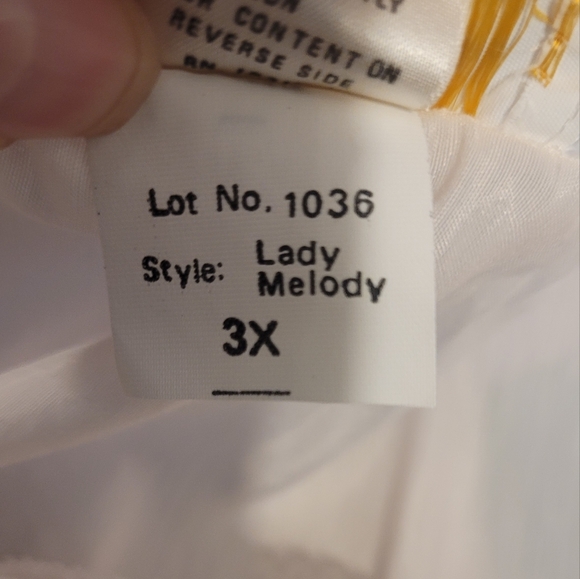 CONTENT ON
REVERSE SIDE
Lot No. 1036
Style: Lady
Melody
3X